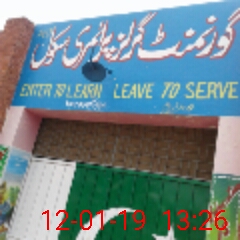 گورنمنٹ گرلز پرائمری سکول
ENTER TO LEARN LEAVE TO SERVE
12-01-19 13:26